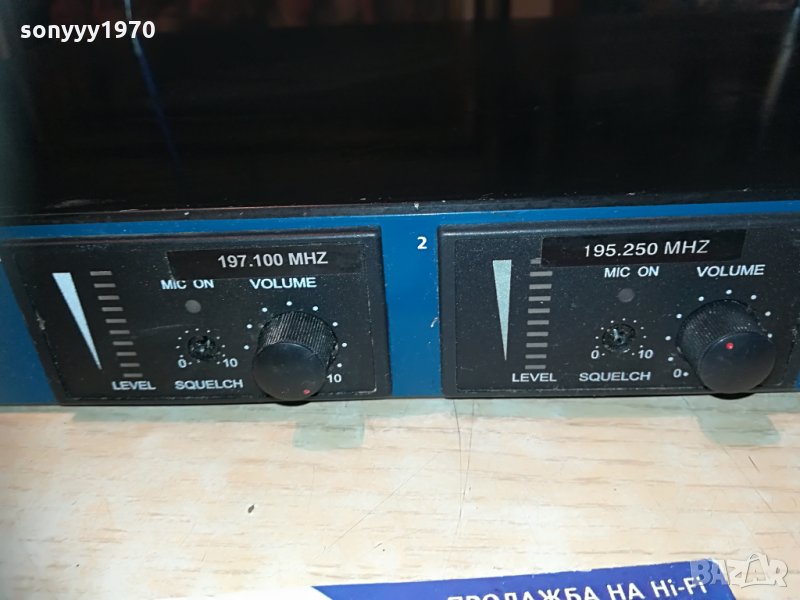 sonyyy1970
2
197.100 MHZ
MIC ON VOLUME
0 10
10
LEVEL SQUELCH
195.250 MHZ
MIC ON VOLUME
0 10
0
LEVEL SQUELCH
ПРОДАЖБА НА Hi-Fi
BAZAR